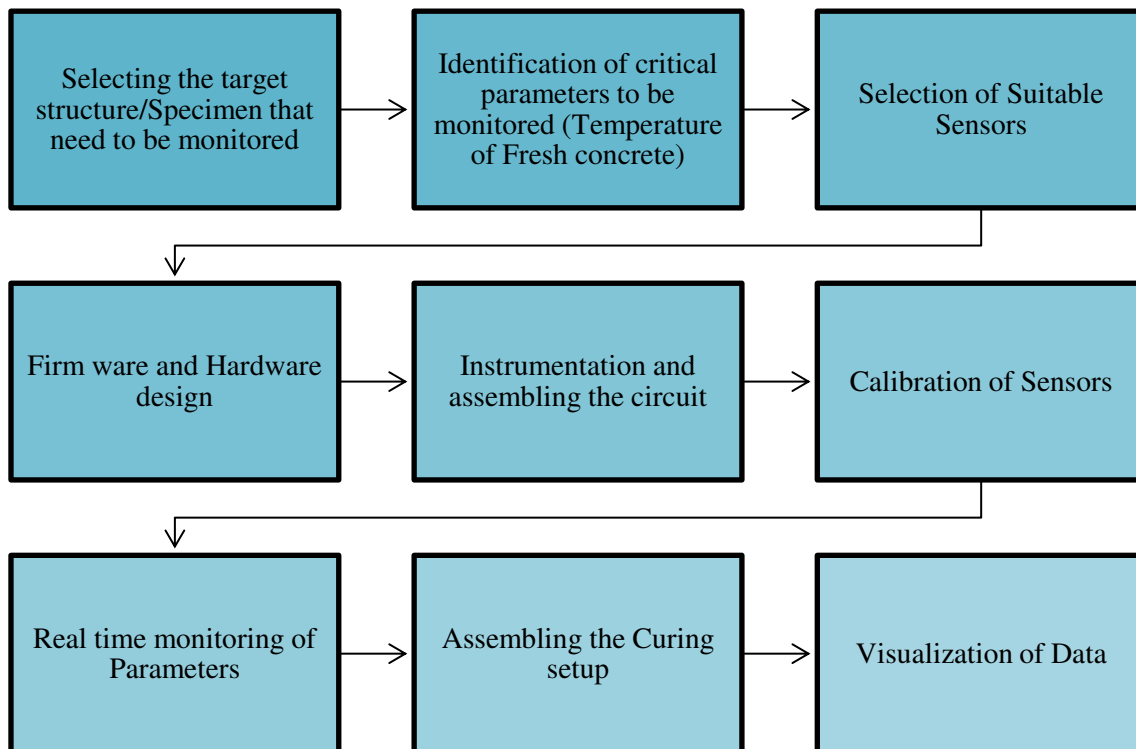 Selecting the target
structure/Specimen that
need to be monitored
Identification of critical
parameters to be
monitored (Temperature
of Fresh concrete)
Selection of Suitable
Sensors
Firm ware and Hardware
design
Instrumentation and
assembling the circuit
Calibration of Sensors
Real time monitoring of
Parameters
Assembling the Curing
setup
Visualization of Data